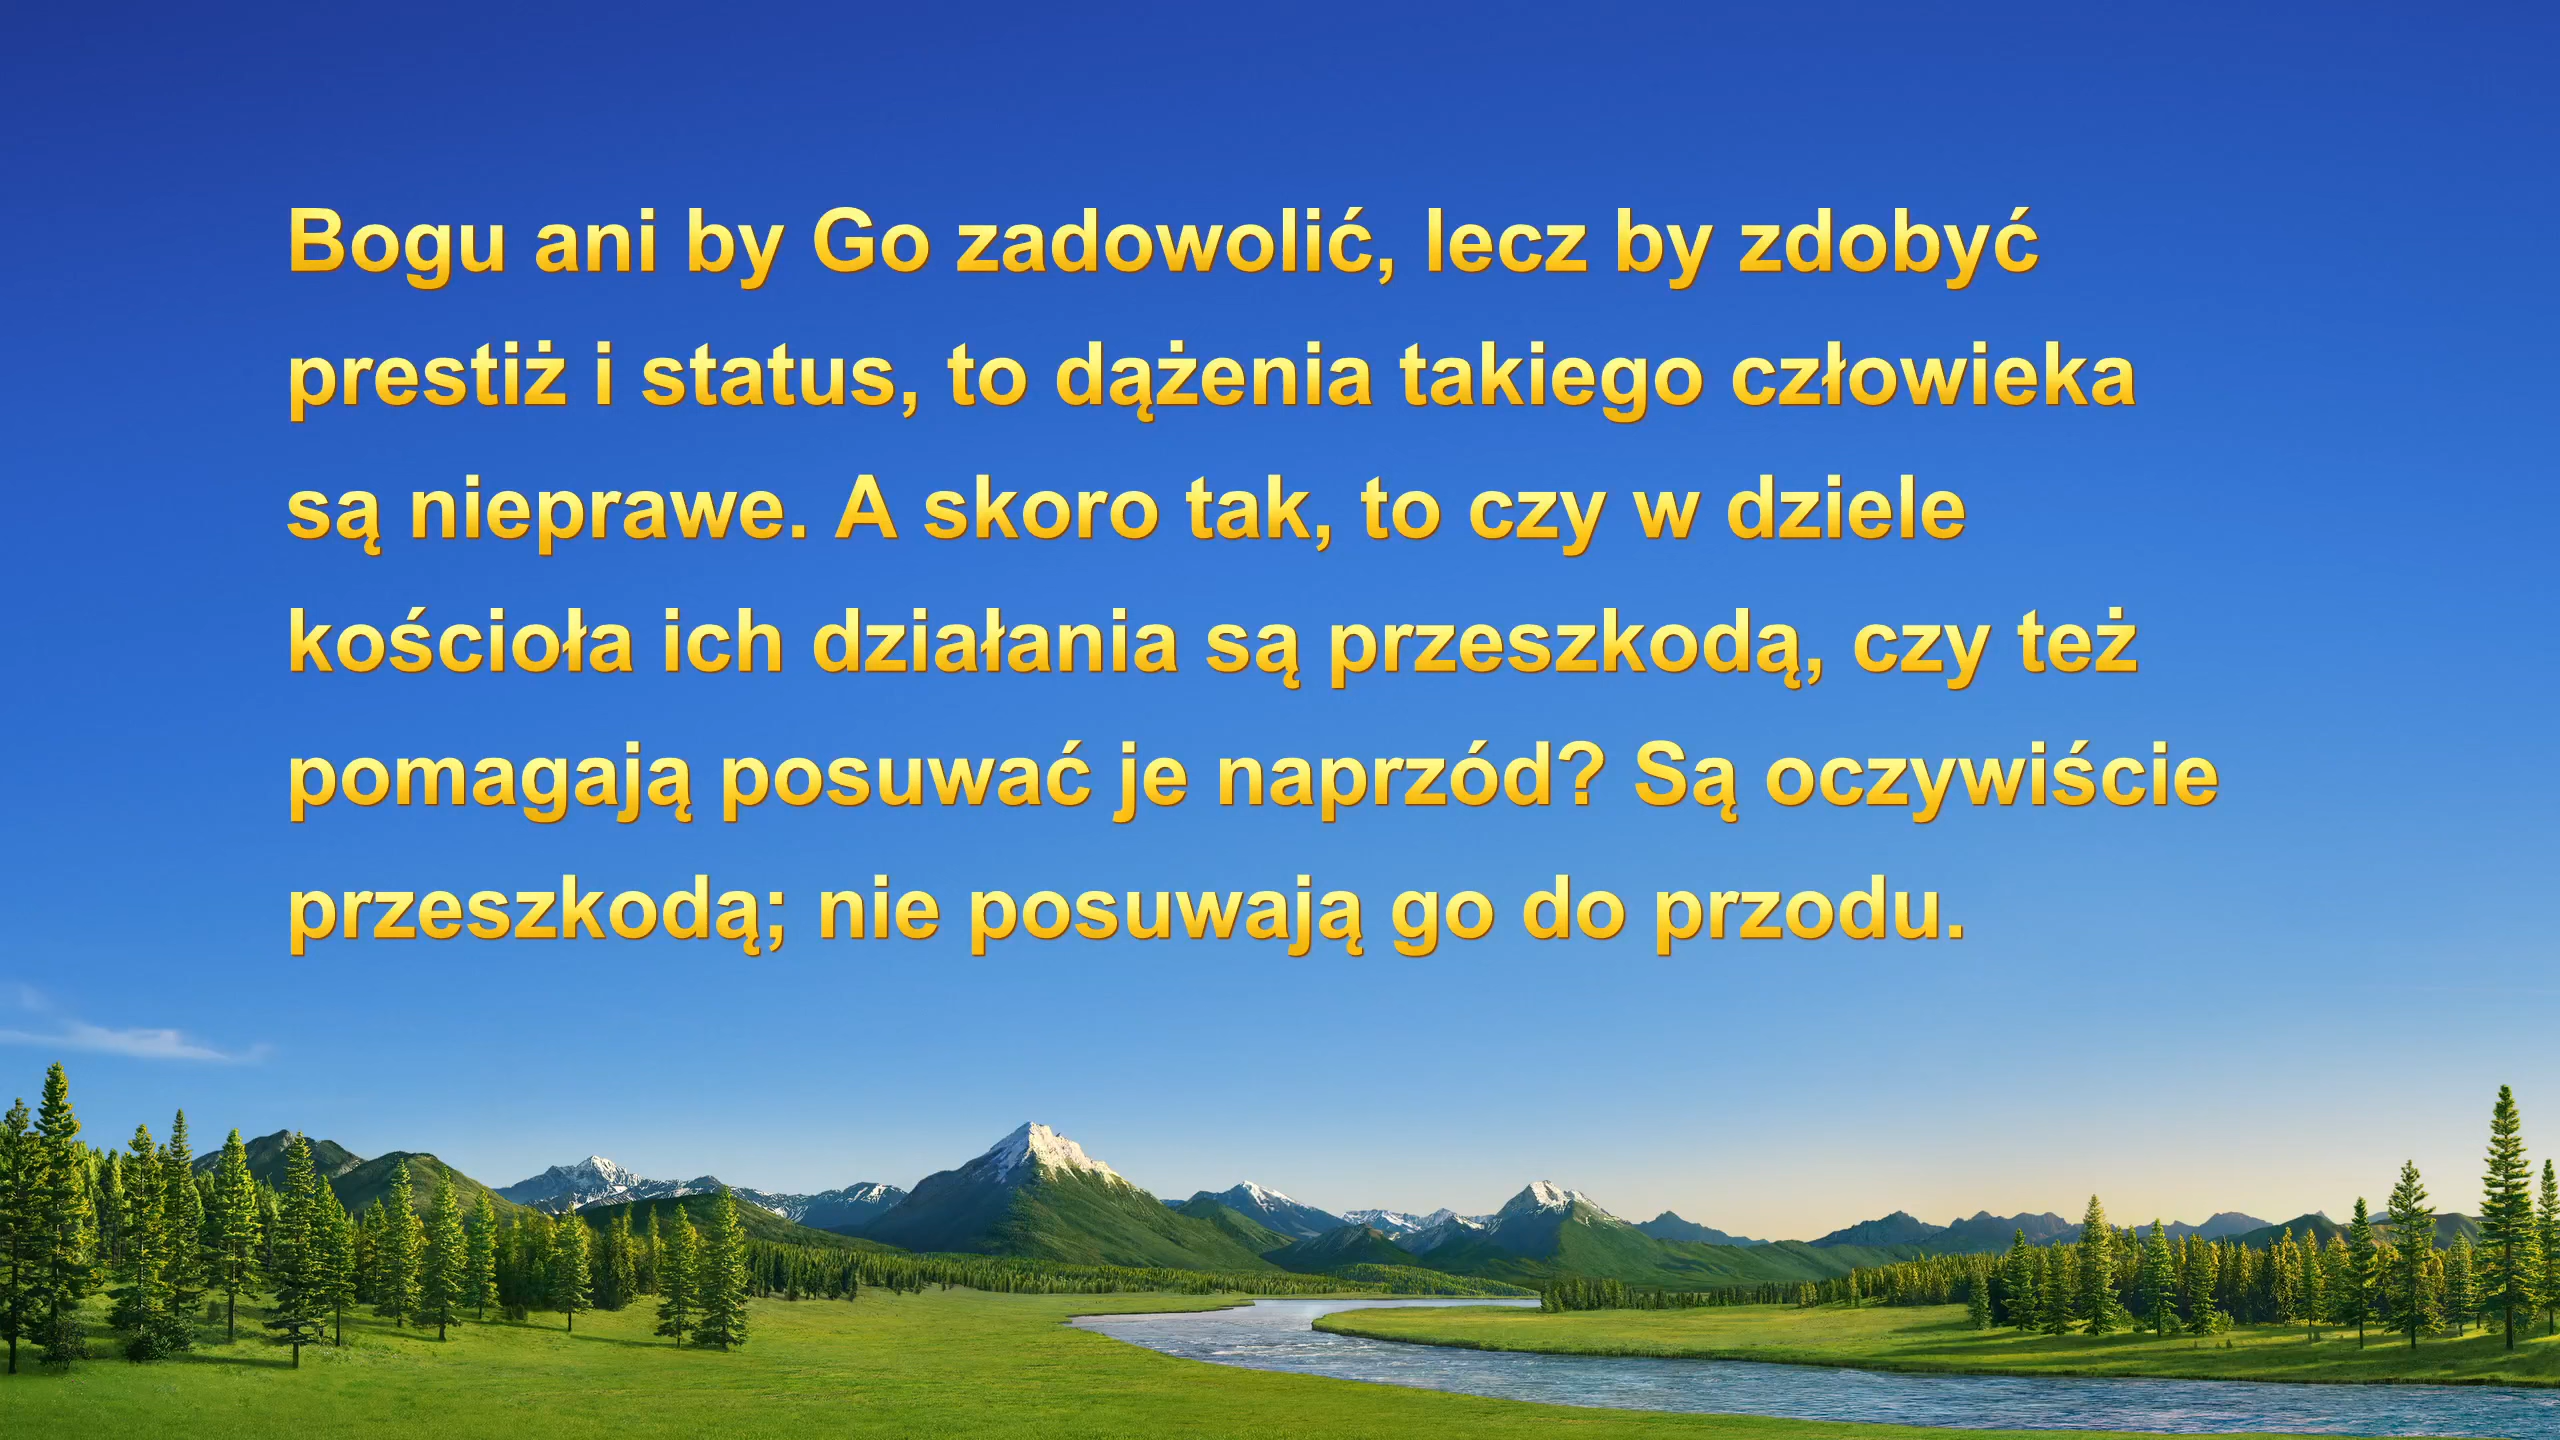 Bogu ani by Go zadowolić, lecz by zdobyć
prestiż i status, to dążenia takiego człowieka
są nieprawe. A skoro tak, to czy w dziele
kościoła ich działania są przeszkodą, czy też
pomagają posuwać je naprzód? Są oczywiście
przeszkodą; nie posuwają go do przodu.